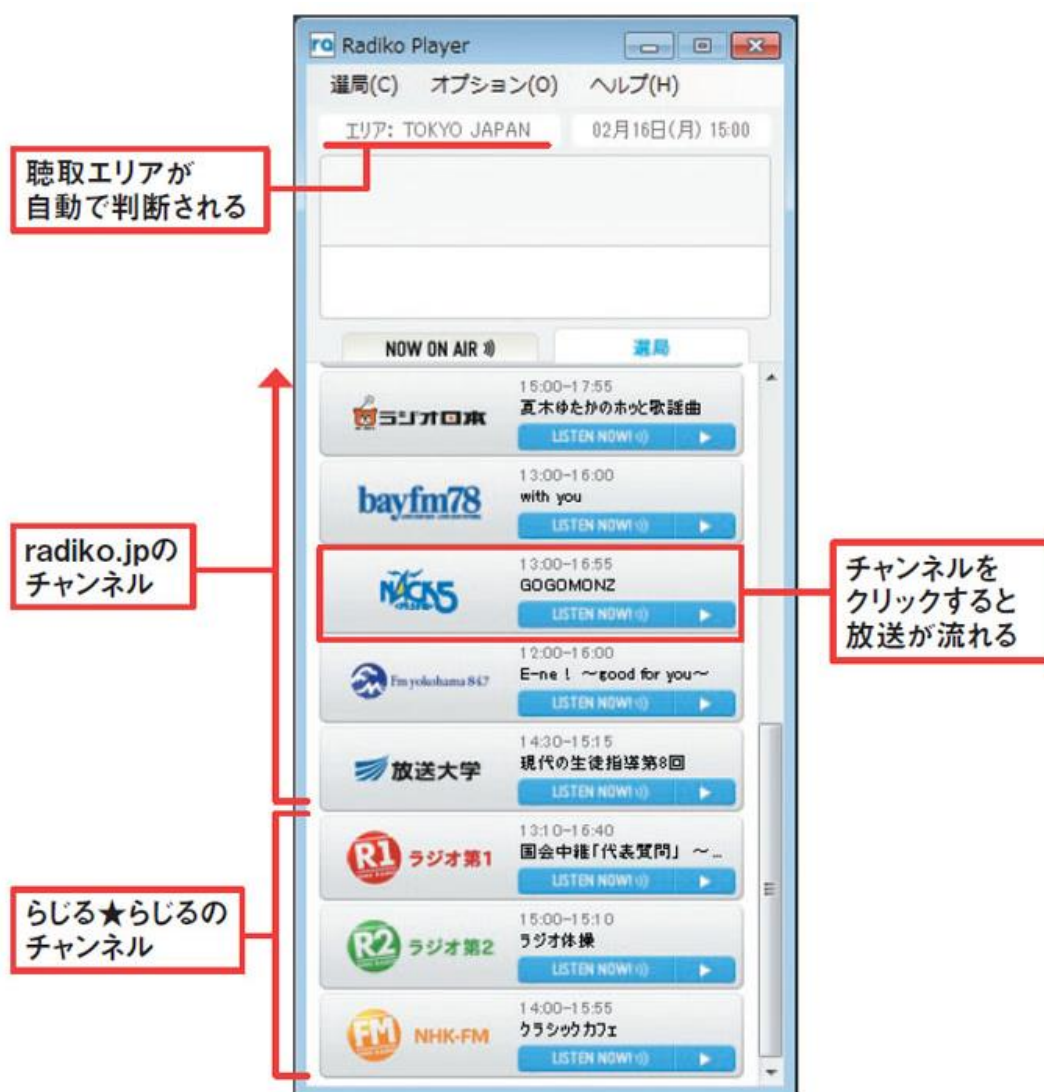 Radiko Player
選局(C) オプション(O) ヘルプ(H)
エリア: TOKYO JAPAN 02月16日(月) 15:00
聴取エリアが
自動で判断される
NOW ON AIR 選局
ラジオ日本
15:00-17:55
夏木ゆたかのホッと歌謡曲
LISTEN NOW!
bayfm78
13:00-16:00
with you
LISTEN NOW!
radiko.jpの
チャンネル
NACK5
13:00-16:55
GOGOMONZ
LISTEN NOW!
チャンネルを
クリックすると
放送が流れる
Fm yokohama 84.7
12:00-16:00
E-ne! ～good for you～
LISTEN NOW!
放送大学
14:30-15:15
現代の生徒指導第8回
LISTEN NOW!
R1 ラジオ第1
13:10-16:40
国会中継「代表質問」 ～...
LISTEN NOW!
らじる★らじるの
チャンネル
R2 ラジオ第2
15:00-15:10
ラジオ体操
LISTEN NOW!
FM NHK-FM
14:00-15:55
クラシックカフェ
LISTEN NOW!